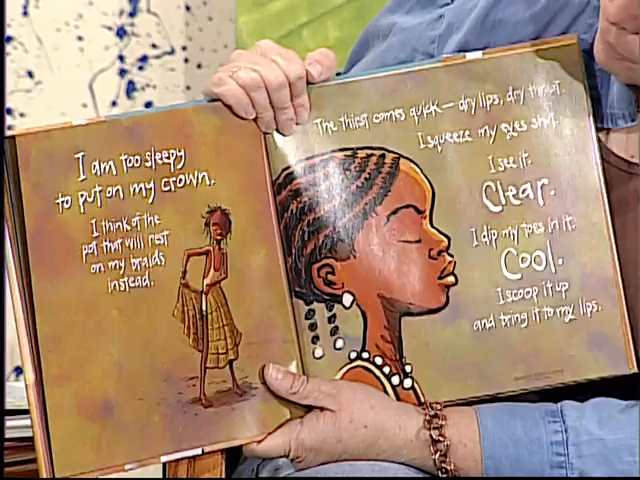 I am too sleepy
to put on my crown.
I think of the
pot that will rest
on my braids
instead.
The thirst comes quick—dry lips, dry throat.
I squeeze my eyes shut.
I see it.
Clear.
I dip my toes in it.
Cool.
I scoop it up
and bring it to my lips.